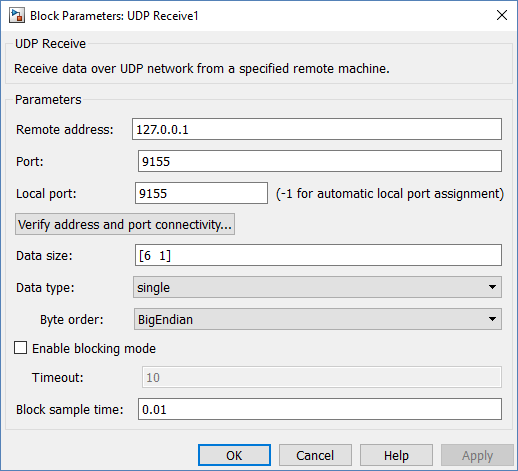 Block Parameters: UDP Receive1
UDP Receive
Receive data over UDP network from a specified remote machine.
Parameters
Remote address: 127.0.0.1
Port: 9155
Local port: 9155 (-1 for automatic local port assignment)
Verify address and port connectivity...
Data size: [6 1]
Data type: single
Byte order: BigEndian
Enable blocking mode
Timeout: 10
Block sample time: 0.01
OK Cancel Help Apply